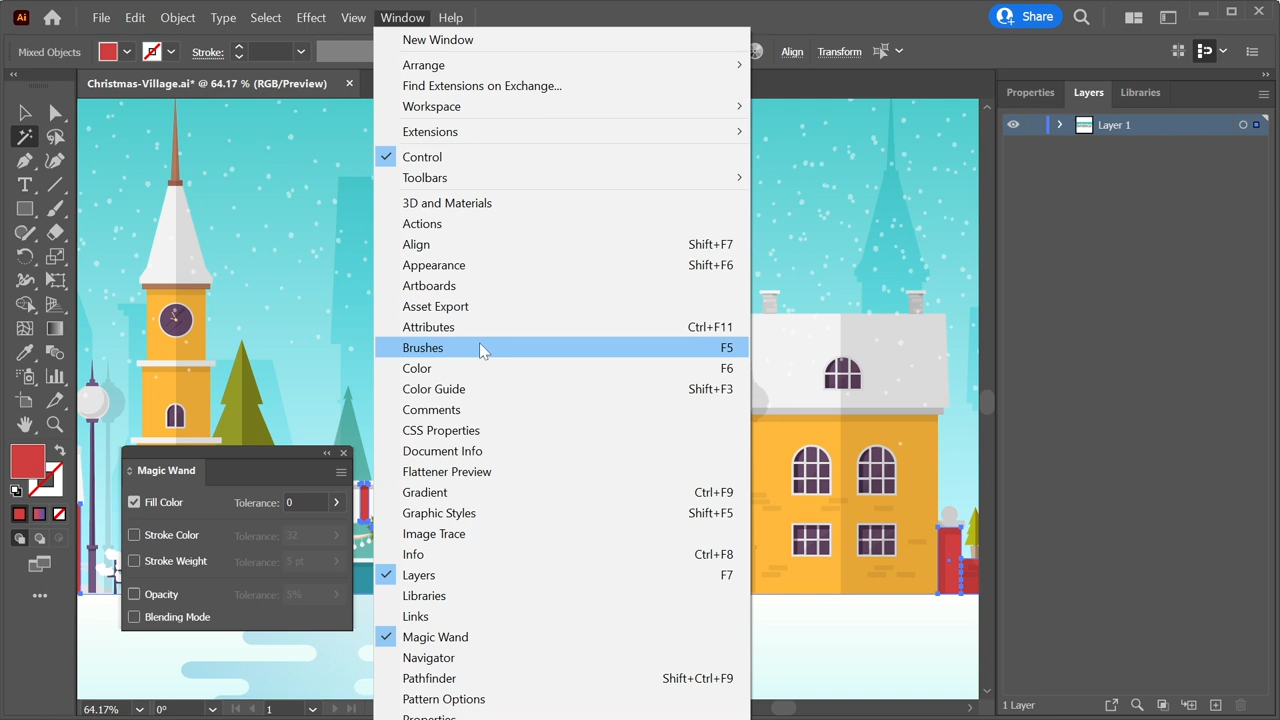 Ai File Edit Object Type Select Effect View Window Help Share
Mixed Objects Stroke: Align Transform
Christmas-Village.ai* @ 64.17 % (RGB/Preview)
New Window
Arrange
Find Extensions on Exchange...
Workspace
Extensions
Control
Toolbars
3D and Materials
Actions
Align Shift+F7
Appearance Shift+F6
Artboards
Asset Export
Attributes Ctrl+F11
Brushes F5
Color F6
Color Guide Shift+F3
Comments
CSS Properties
Document Info
Flattener Preview
Gradient Ctrl+F9
Graphic Styles Shift+F5
Image Trace
Info Ctrl+F8
Layers F7
Libraries
Links
Magic Wand
Navigator
Pathfinder Shift+Ctrl+F9
Pattern Options
Properties
Magic Wand
Fill Color Tolerance: 0
Stroke Color Tolerance: 32
Stroke Weight Tolerance: 5 pt
Opacity Tolerance: 5%
Blending Mode
Properties Layers Libraries
Layer 1
64.17% 0° 1
1 Layer